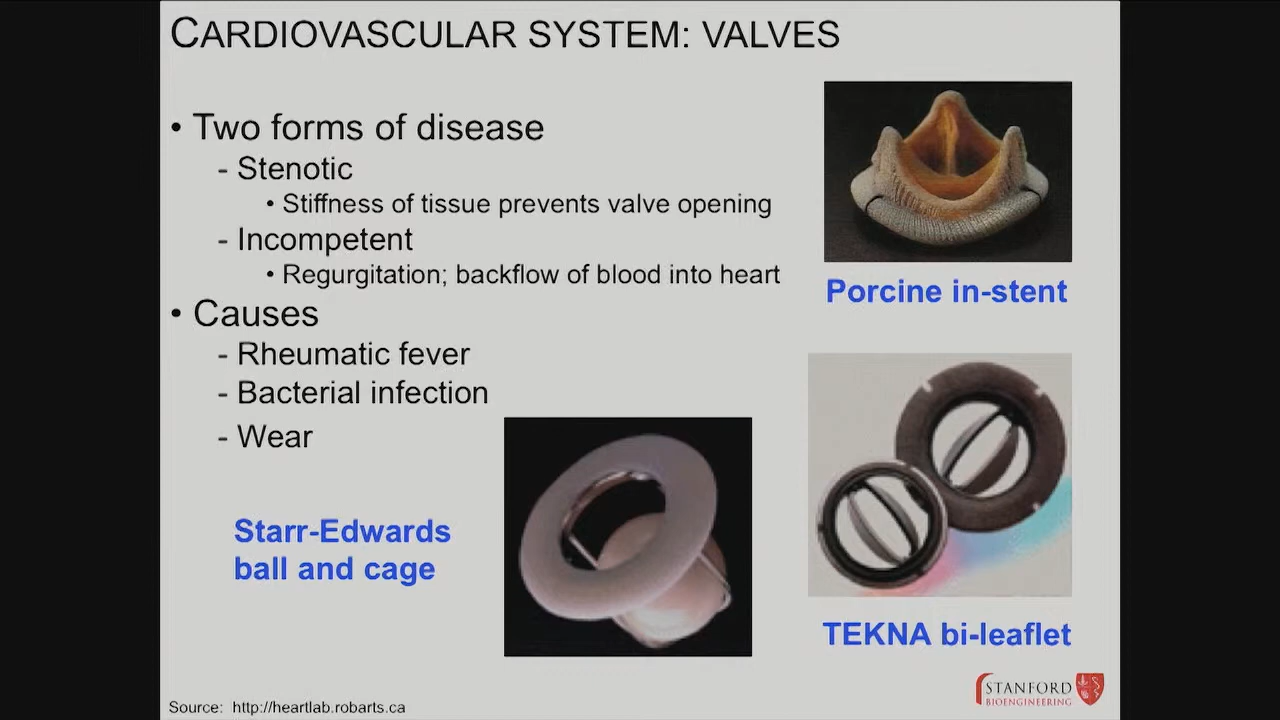 CARDIOVASCULAR SYSTEM: VALVES
• Two forms of disease
- Stenotic
• Stiffness of tissue prevents valve opening
- Incompetent
• Regurgitation; backflow of blood into heart
• Causes
- Rheumatic fever
- Bacterial infection
- Wear
Starr-Edwards
ball and cage
Porcine in-stent
TEKNA bi-leaflet
STANFORD
BIOENGINEERING
Source: http://heartlab.robarts.ca